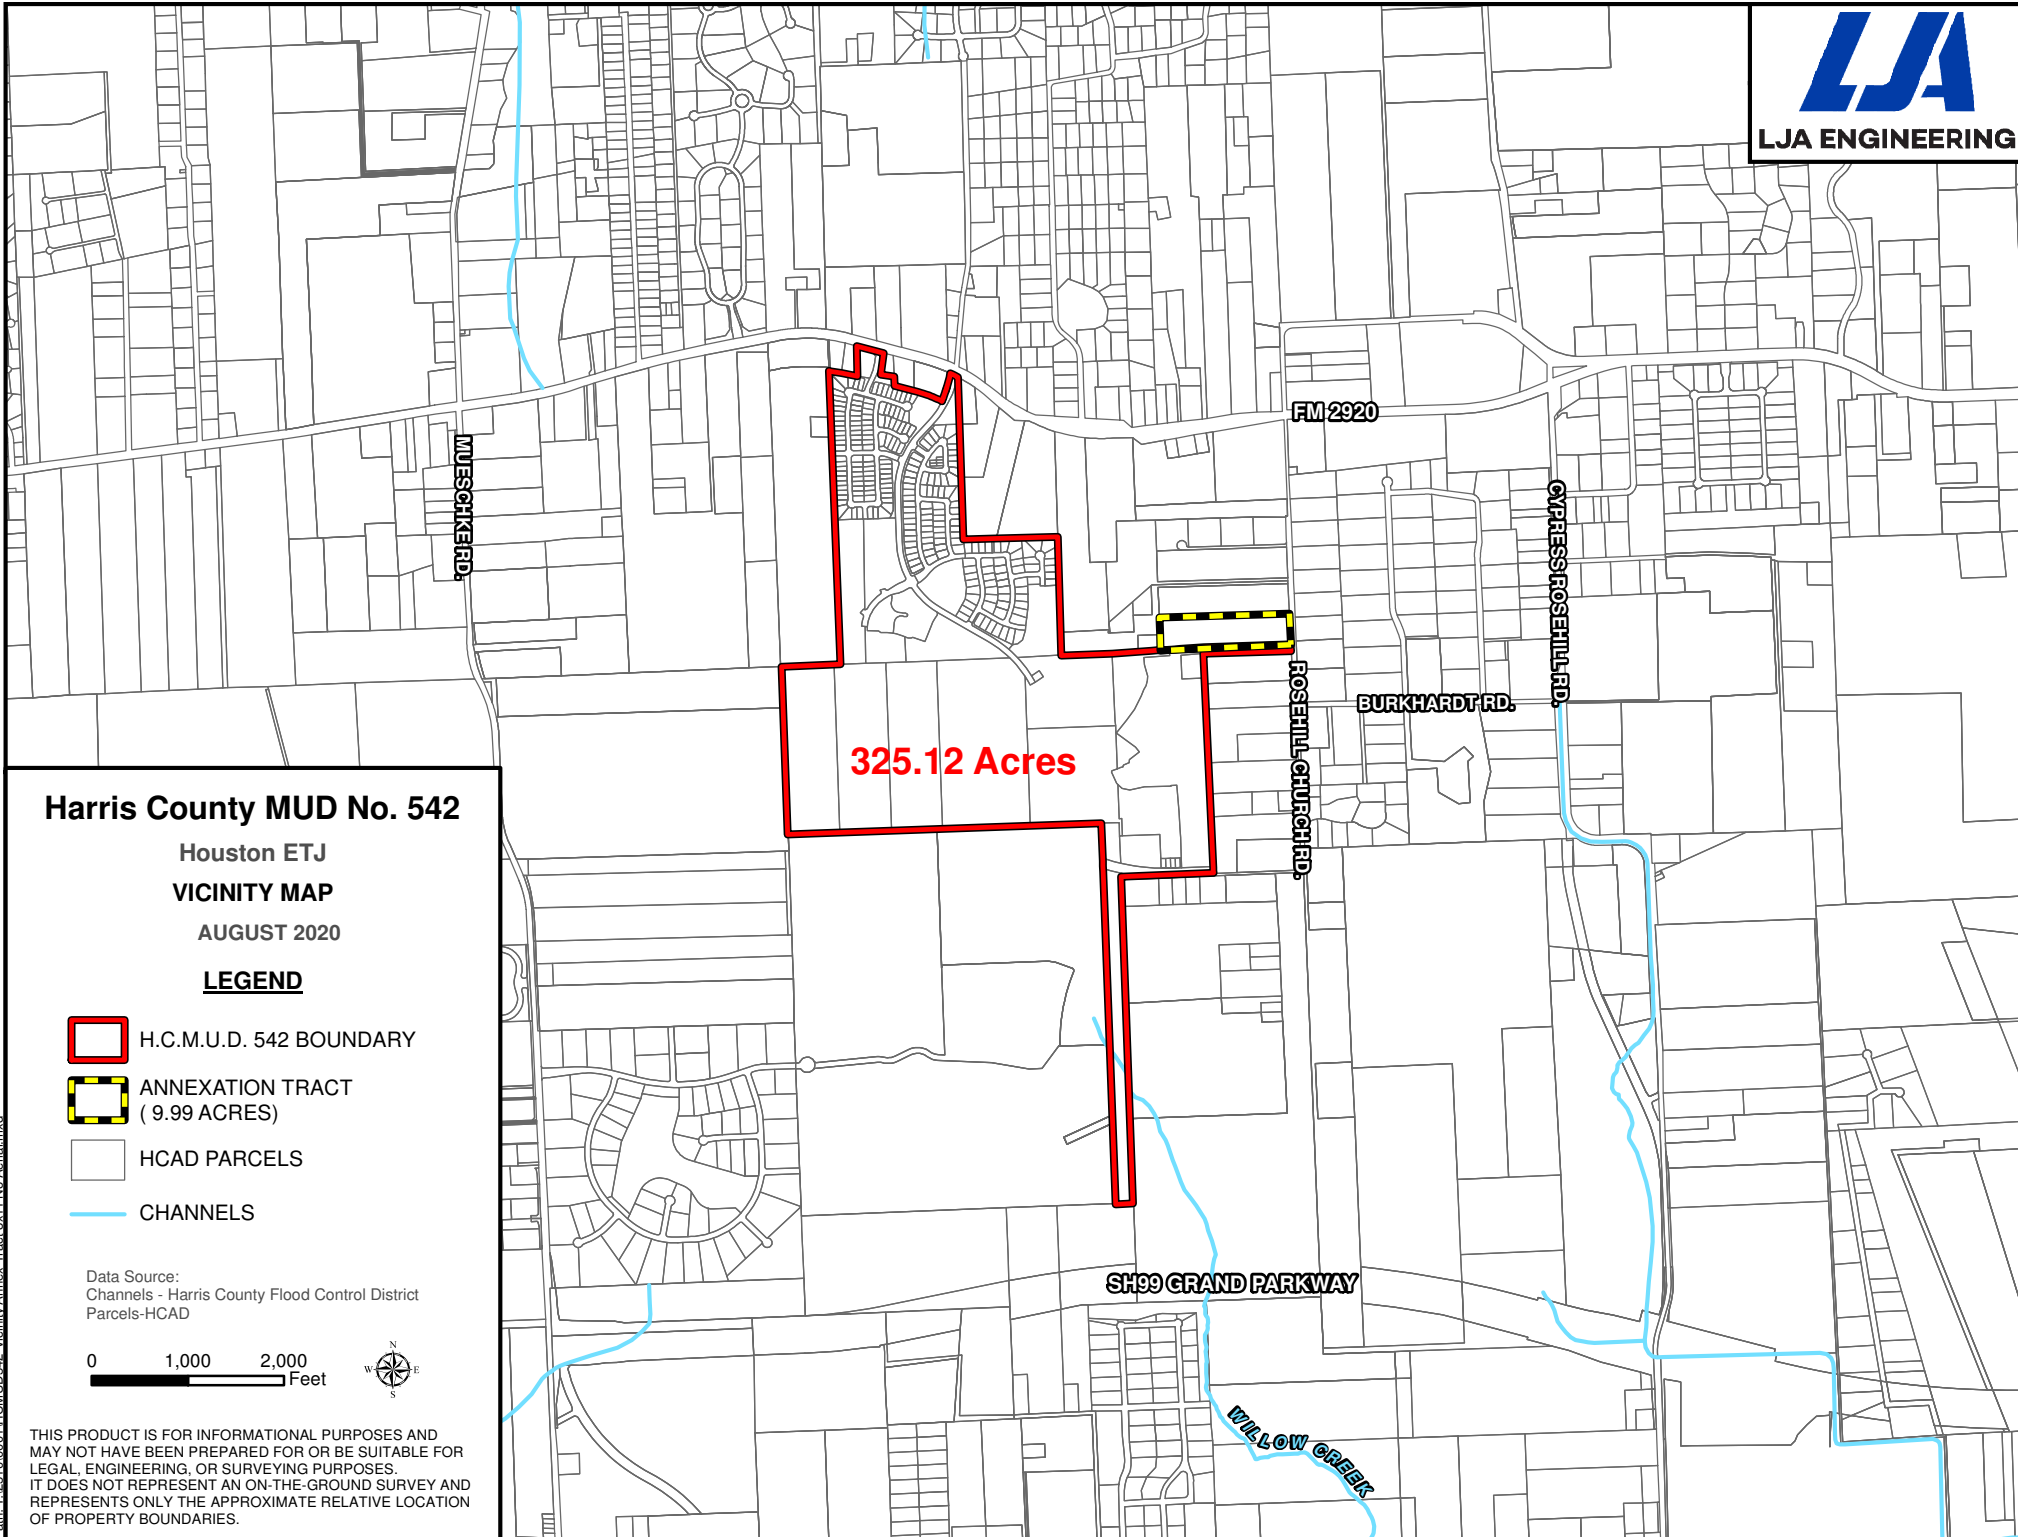 LJA
LJA ENGINEERING
FM 2920
MUESCHKE RD.
CYPRESS ROSEHILL RD.
ROSEHILL CHURCH RD.
BURKHARDT RD.
325.12 Acres
Harris County MUD No. 542
Houston ETJ
VICINITY MAP
AUGUST 2020
LEGEND
H.C.M.U.D. 542 BOUNDARY
ANNEXATION TRACT
( 9.99 ACRES)
HCAD PARCELS
CHANNELS
Data Source:
Channels - Harris County Flood Control District
Parcels-HCAD
0 1,000 2,000
Feet
N
W E
S
THIS PRODUCT IS FOR INFORMATIONAL PURPOSES AND
MAY NOT HAVE BEEN PREPARED FOR OR BE SUITABLE FOR
LEGAL, ENGINEERING, OR SURVEYING PURPOSES.
IT DOES NOT REPRESENT AN ON-THE-GROUND SURVEY AND
REPRESENTS ONLY THE APPROXIMATE RELATIVE LOCATION
OF PROPERTY BOUNDARIES.
SH99 GRAND PARKWAY
WILLOW CREEK